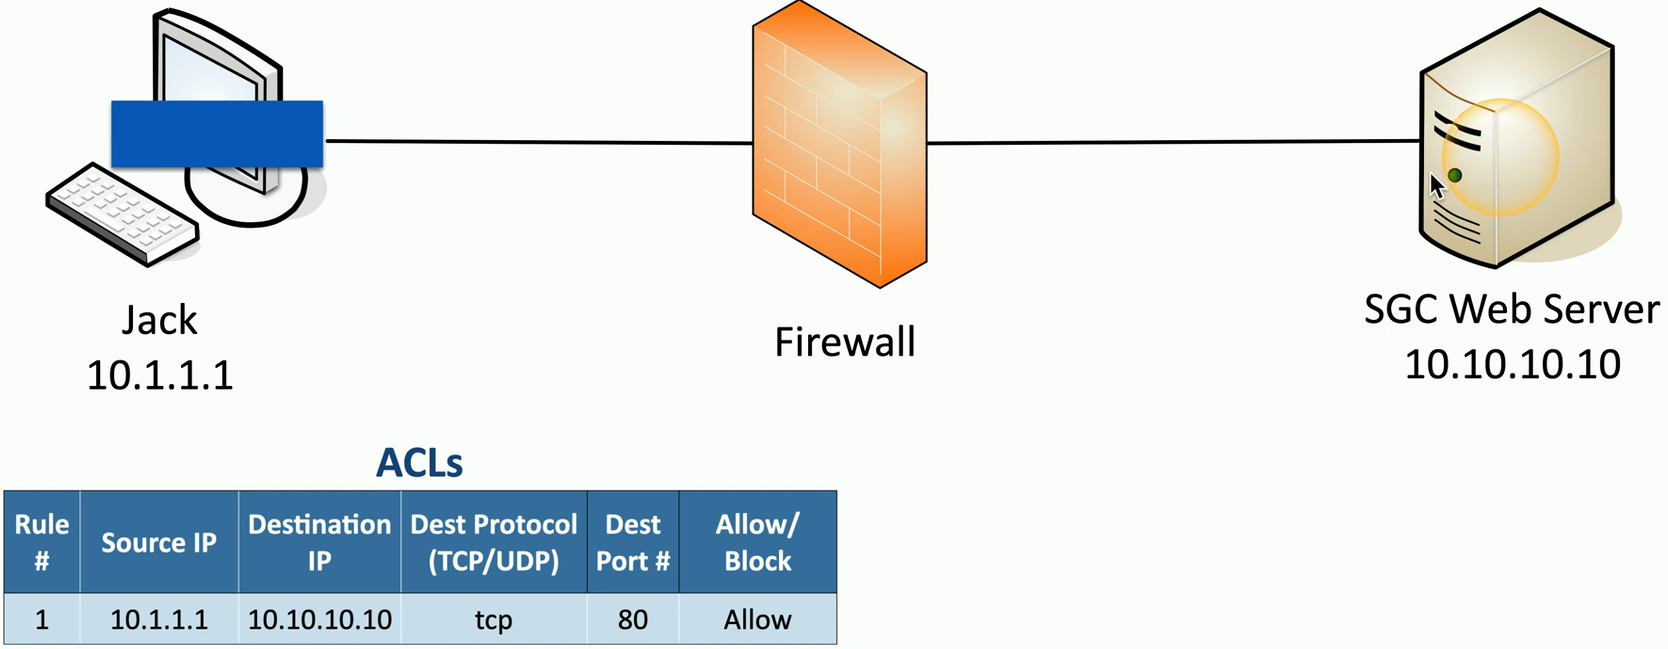 Jack
10.1.1.1
Firewall
SGC Web Server
10.10.10.10
ACLs
Rule #
Source IP
Destination IP
Dest Protocol (TCP/UDP)
Dest Port #
Allow/ Block
1
10.1.1.1
10.10.10.10
tcp
80
Allow